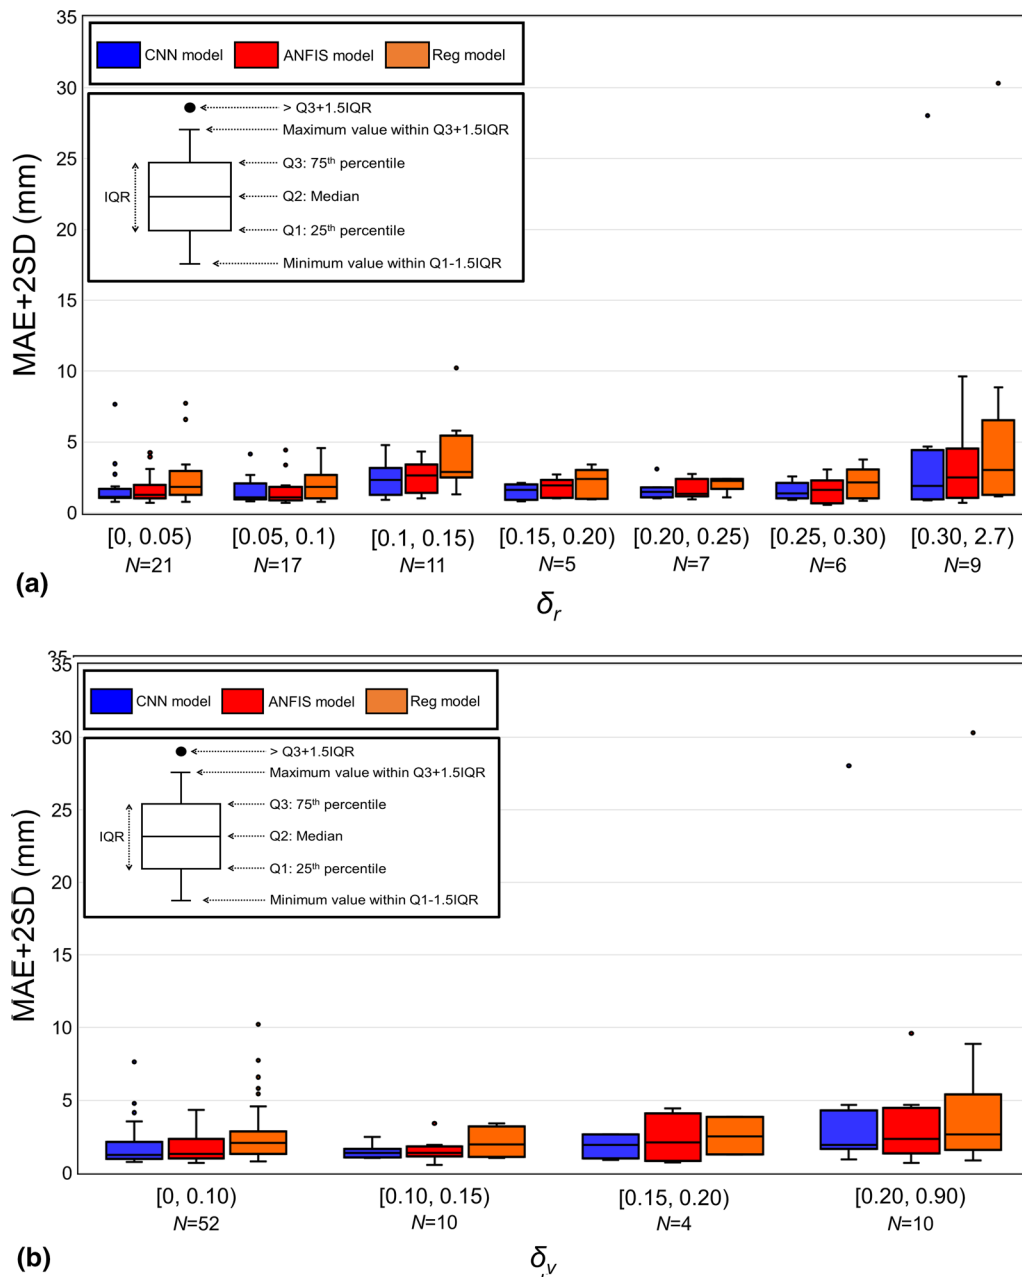 35
CNN model ANFIS model Reg model
30
> Q3+1.5IQR
Maximum value within Q3+1.5IQR
25
Q3: 75th percentile
IQR
Q2: Median
20
Q1: 25th percentile
Minimum value within Q1-1.5IQR
MAE+2SD (mm)
15
10
5
0
[0, 0.05) [0.05, 0.1) [0.1, 0.15) [0.15, 0.20) [0.20, 0.25) [0.25, 0.30) [0.30, 2.7)
N=21 N=17 N=11 N=5 N=7 N=6 N=9
(a)
δr
35
35
CNN model ANFIS model Reg model
30
> Q3+1.5IQR
Maximum value within Q3+1.5IQR
25
Q3: 75th percentile
IQR
Q2: Median
Q1: 25th percentile
20
Minimum value within Q1-1.5IQR
MAE+2SD (mm)
15
10
5
0
[0, 0.10) [0.10, 0.15) [0.15, 0.20) [0.20, 0.90)
N=52 N=10 N=4 N=10
(b)
δv